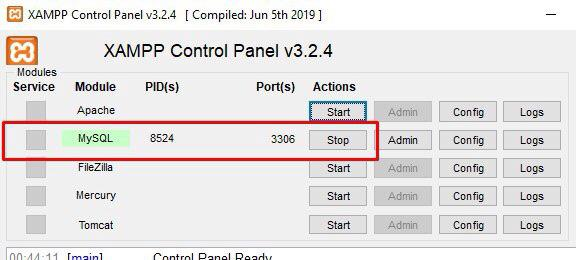 XAMPP Control Panel v3.2.4 [ Compiled: Jun 5th 2019 ]
XAMPP Control Panel v3.2.4
Modules
Service Module PID(s) Port(s) Actions
Apache Start Admin Config Logs
MySQL 8524 3306 Stop Admin Config Logs
FileZilla Start Admin Config Logs
Mercury Start Admin Config Logs
Tomcat Start Admin Config Logs
00:44:11 [main] Control Panel Ready